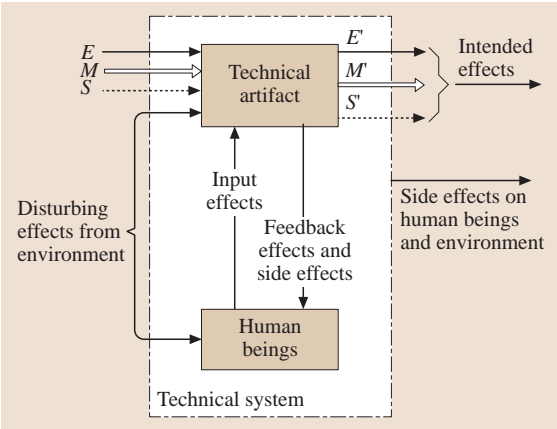 E
M
S
Technical
artifact
E'
M'
S'
Intended
effects
Input
effects
Feedback
effects and
side effects
Disturbing
effects from
environment
Side effects on
human beings
and environment
Human
beings
Technical system